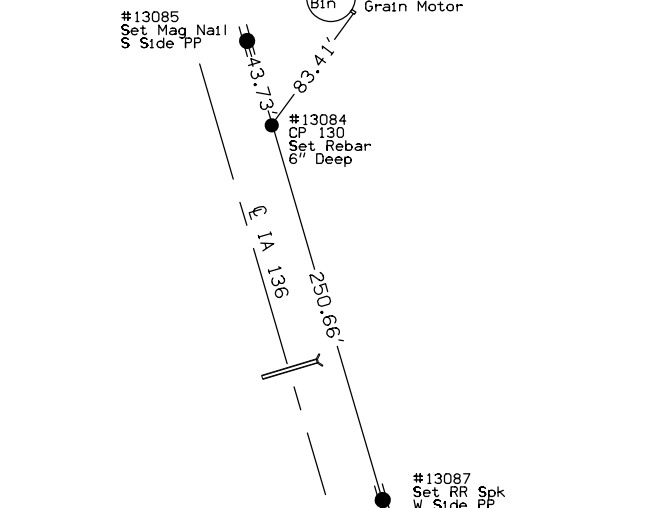 Bin
Grain Motor
#13085
Set Mag Nail
S Side PP
43.73'
83.41'
#13084
CP 130
Set Rebar
6" Deep
℄ IA 136
250.66'
#13087
Set RR Spk
W Side PP